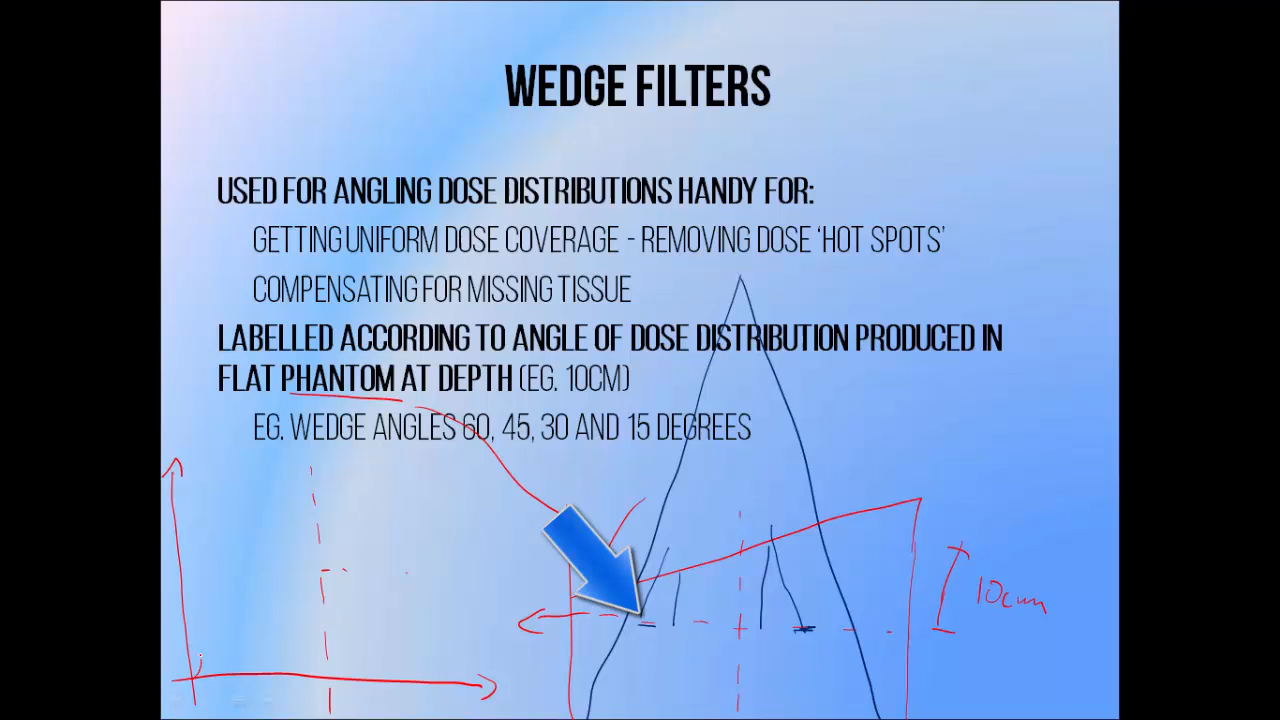 WEDGE FILTERS
USED FOR ANGLING DOSE DISTRIBUTIONS HANDY FOR:
GETTING UNIFORM DOSE COVERAGE - REMOVING DOSE ‘HOT SPOTS’
COMPENSATING FOR MISSING TISSUE
LABELLED ACCORDING TO ANGLE OF DOSE DISTRIBUTION PRODUCED IN
FLAT PHANTOM AT DEPTH (EG. 10CM)
EG. WEDGE ANGLES 60, 45, 30 AND 15 DEGREES
10cm